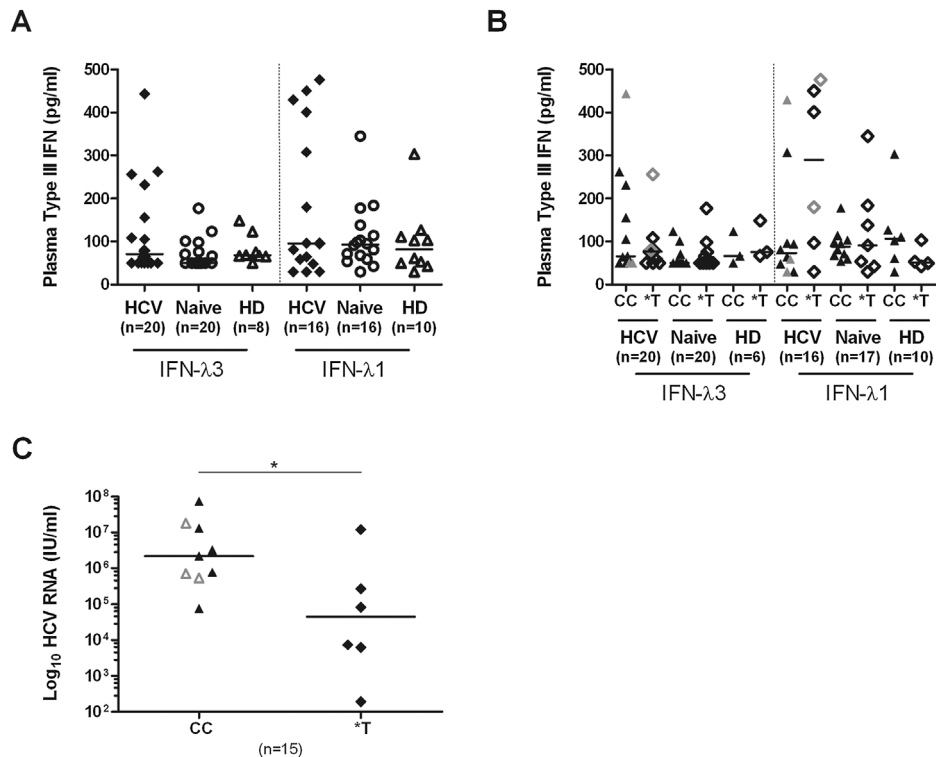 A
Plasma Type III IFN (pg/ml)
500
400
300
200
100
0
HCV Naive HD HCV Naive HD
(n=20) (n=20) (n=8) (n=16) (n=16) (n=10)
IFN-λ3 IFN-λ1
B
Plasma Type III IFN (pg/ml)
500
400
300
200
100
0
CC *T CC *T CC *T CC *T CC *T CC *T
HCV Naive HD HCV Naive HD
(n=20) (n=20) (n=6) (n=16) (n=17) (n=10)
IFN-λ3 IFN-λ1
C
*
Log₁₀ HCV RNA (IU/ml)
10⁸
10⁷
10⁶
10⁵
10⁴
10³
10²
CC *T
(n=15)